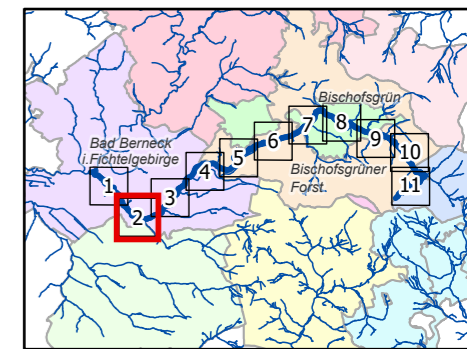 Bischofsgrün
7
8
9
6
10
Bad Berneck
i.Fichtelgebirge
5
4
Bischofsgrüner
Forst
11
1
3
2